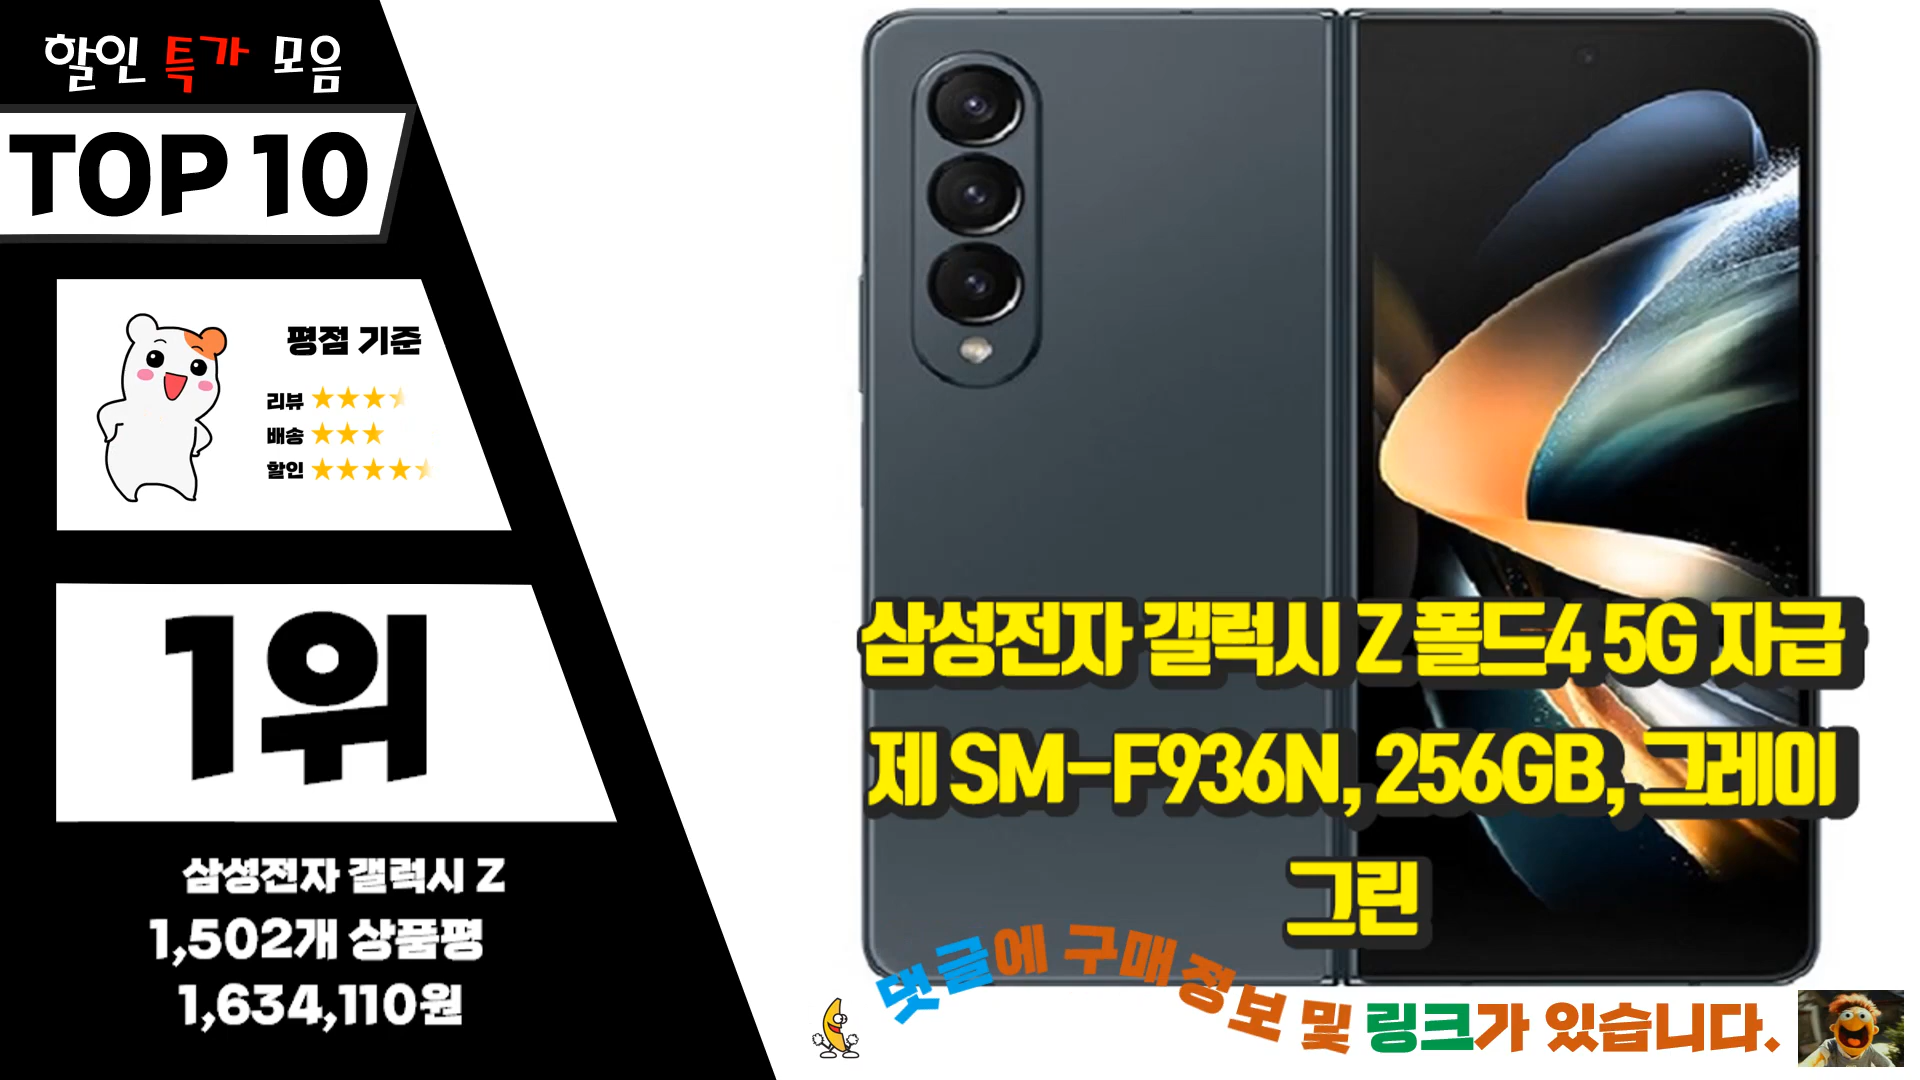 할인 특가 모음
TOP 10
평점 기준
리뷰
배송
할인
1위
삼성전자 갤럭시 Z
1,502개 상품평
1,634,110원
삼성전자 갤럭시 Z 폴드4 5G 자급
제 SM-F936N, 256GB, 그레이
그린
댓글에 구매 정보 및 링크가 있습니다.